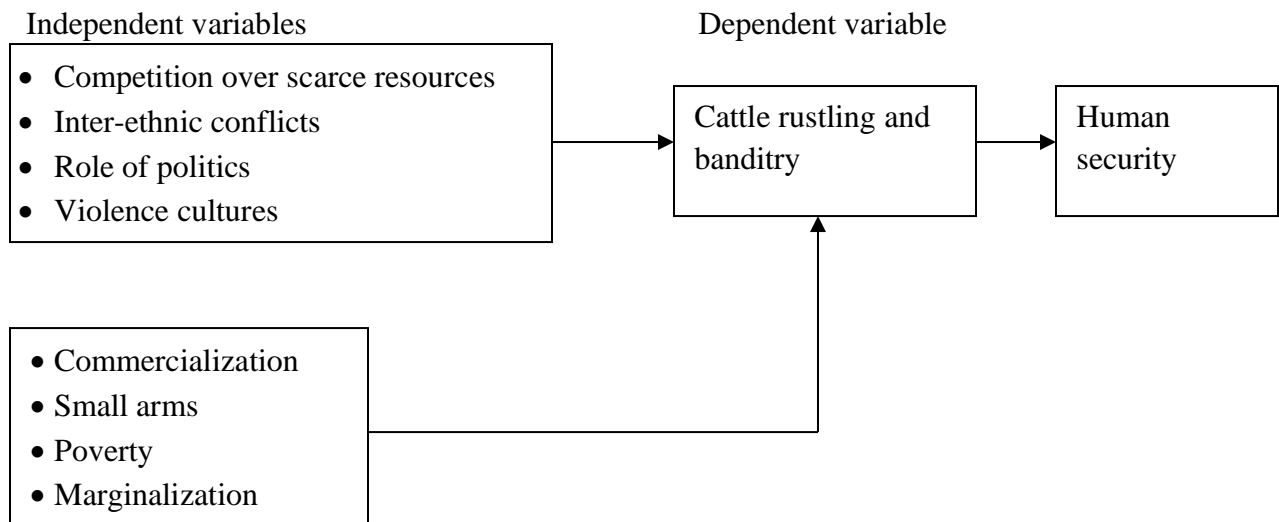 Independent variables
Dependent variable
• Competition over scarce resources
• Inter-ethnic conflicts
• Role of politics
• Violence cultures
Cattle rustling and
banditry
Human
security
• Commercialization
• Small arms
• Poverty
• Marginalization